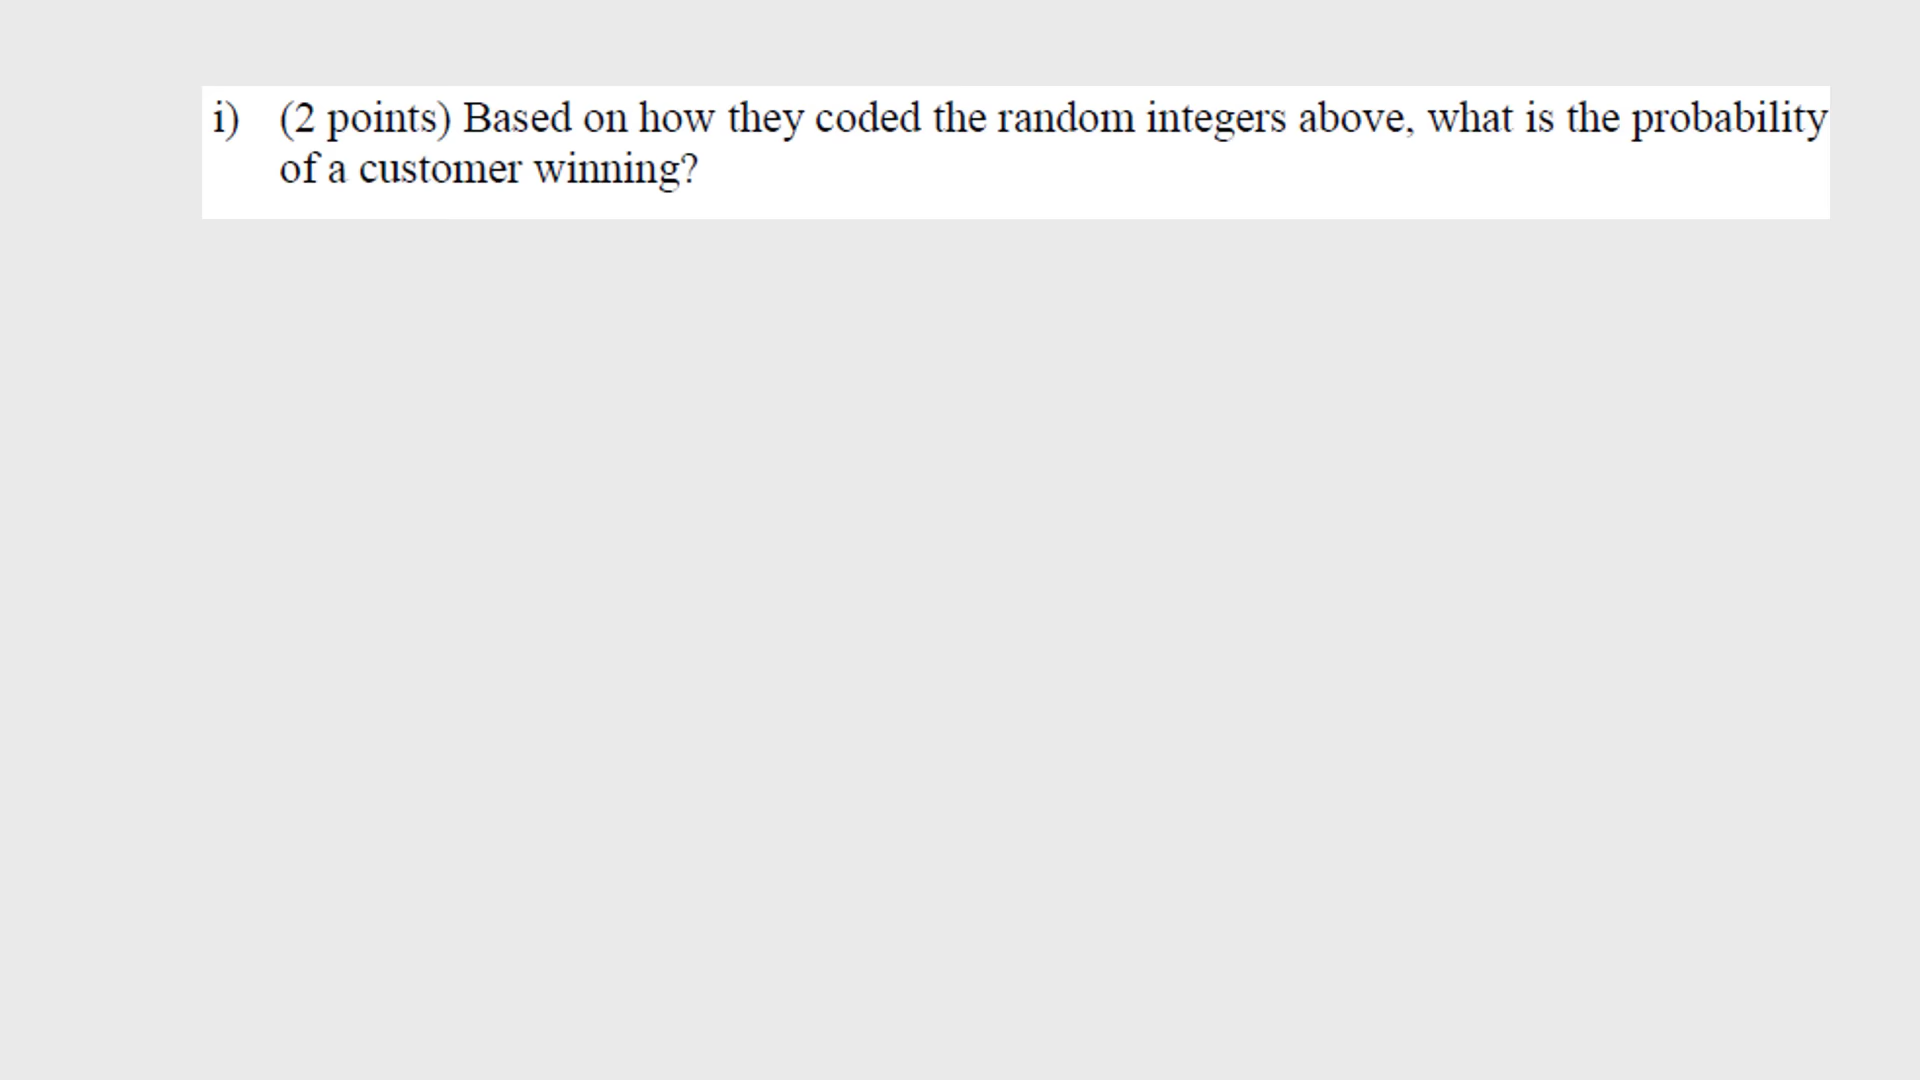 i) (2 points) Based on how they coded the random integers above, what is the probability
of a customer winning?